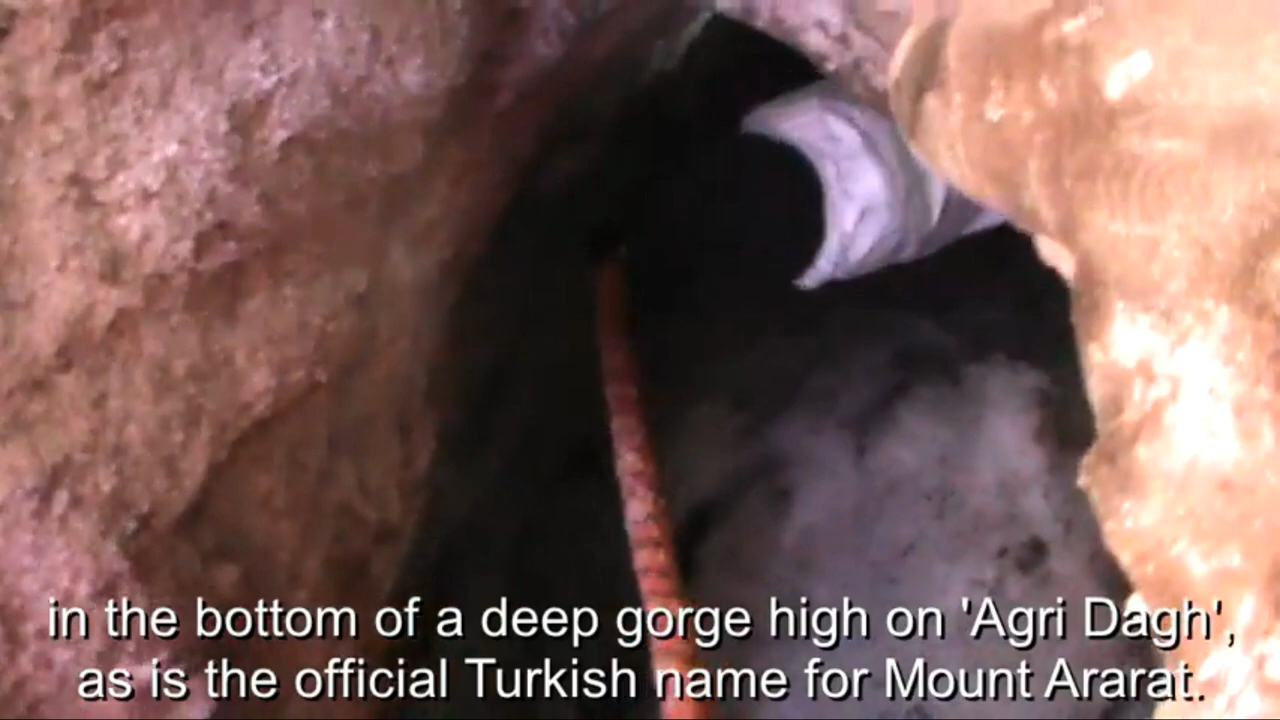 in the bottom of a deep gorge high on 'Agri Dagh',
as is the official Turkish name for Mount Ararat.